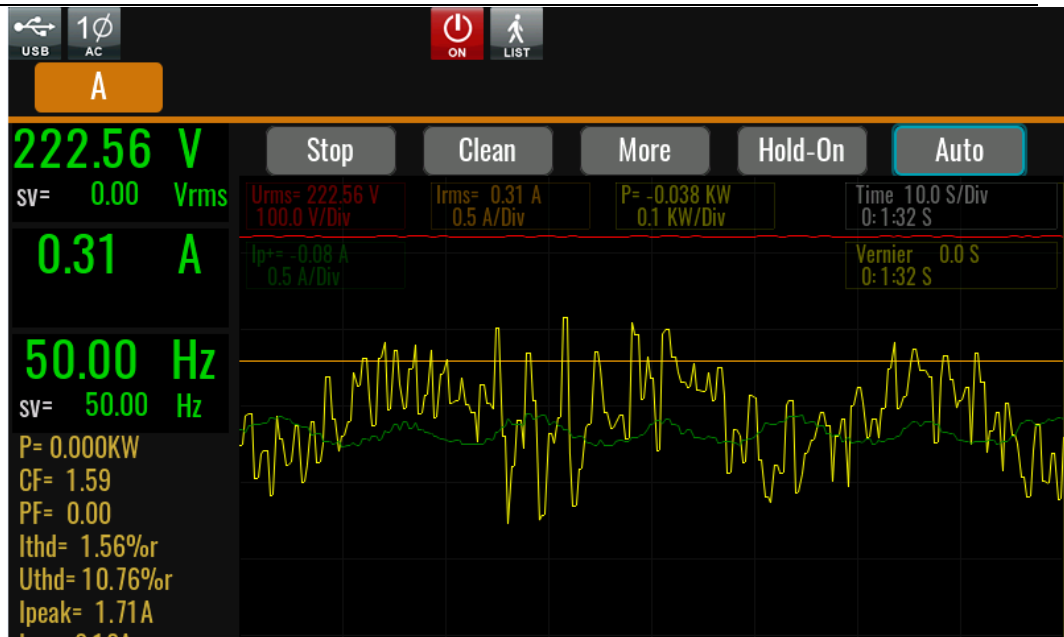 USB
1Ø
AC
ON
LIST
A
222.56 V
sv= 0.00 Vrms
0.31 A
50.00 Hz
sv= 50.00 Hz
P= 0.000KW
CF= 1.59
PF= 0.00
Ithd= 1.56%r
Uthd= 10.76%r
Ipeak= 1.71A
Stop Clean More Hold-On Auto
Urms= 222.56 V
100.0 V/Div
Irms= 0.31 A
0.5 A/Div
P= -0.038 KW
0.1 KW/Div
Time 10.0 S/Div
0: 1:32 S
Ip+= -0.08 A
0.5 A/Div
Vernier 0.0 S
0: 1:32 S